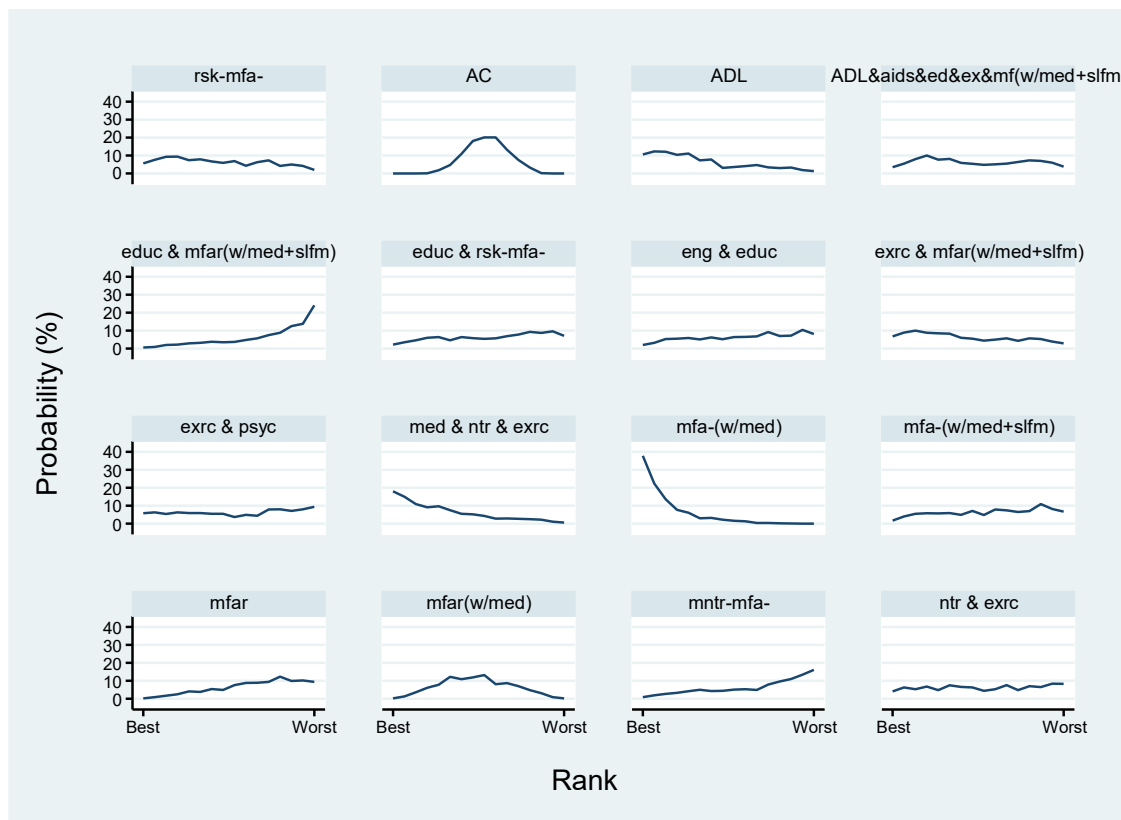 rsk-mfa-
AC
ADL
ADL&aids&ed&ex&mf(w/med+slfm
40
30
20
10
0
educ & mfar(w/med+slfm)
educ & rsk-mfa-
eng & educ
exrc & mfar(w/med+slfm)
40
30
20
10
0
exrc & psyc
med & ntr & exrc
mfa-(w/med)
mfa-(w/med+slfm)
40
30
20
10
0
mfar
mfar(w/med)
mntr-mfa-
ntr & exrc
40
30
20
10
0
Best
Worst
Best
Worst
Best
Worst
Best
Worst
Probability (%)
Rank